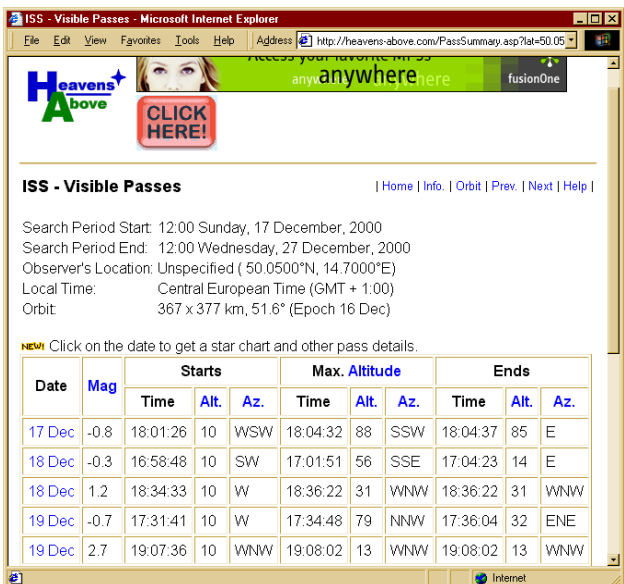 ISS - Visible Passes - Microsoft Internet Explorer
File Edit View Favorites Tools Help Address http://heavens-above.com/PassSummary.asp?lat=50.05
Heavens Above
anywhere
fusionOne
CLICK HERE!
ISS - Visible Passes | Home | Info. | Orbit | Prev. | Next | Help |
Search Period Start: 12:00 Sunday, 17 December, 2000
Search Period End: 12:00 Wednesday, 27 December, 2000
Observer's Location: Unspecified ( 50.0500°N, 14.7000°E)
Local Time: Central European Time (GMT + 1:00)
Orbit: 367 x 377 km, 51.6° (Epoch 16 Dec)
NEW! Click on the date to get a star chart and other pass details.
Date Mag Starts Max. Altitude Ends
Time Alt. Az. Time Alt. Az. Time Alt. Az.
17 Dec -0.8 18:01:26 10 WSW 18:04:32 88 SSW 18:04:37 85 E
18 Dec -0.3 16:58:48 10 SW 17:01:51 56 SSE 17:04:23 14 E
18 Dec 1.2 18:34:33 10 W 18:36:22 31 WNW 18:36:22 31 WNW
19 Dec -0.7 17:31:41 10 W 17:34:48 79 NNW 17:36:04 32 ENE
19 Dec 2.7 19:07:36 10 WNW 19:08:02 13 WNW 19:08:02 13 WNW
Internet